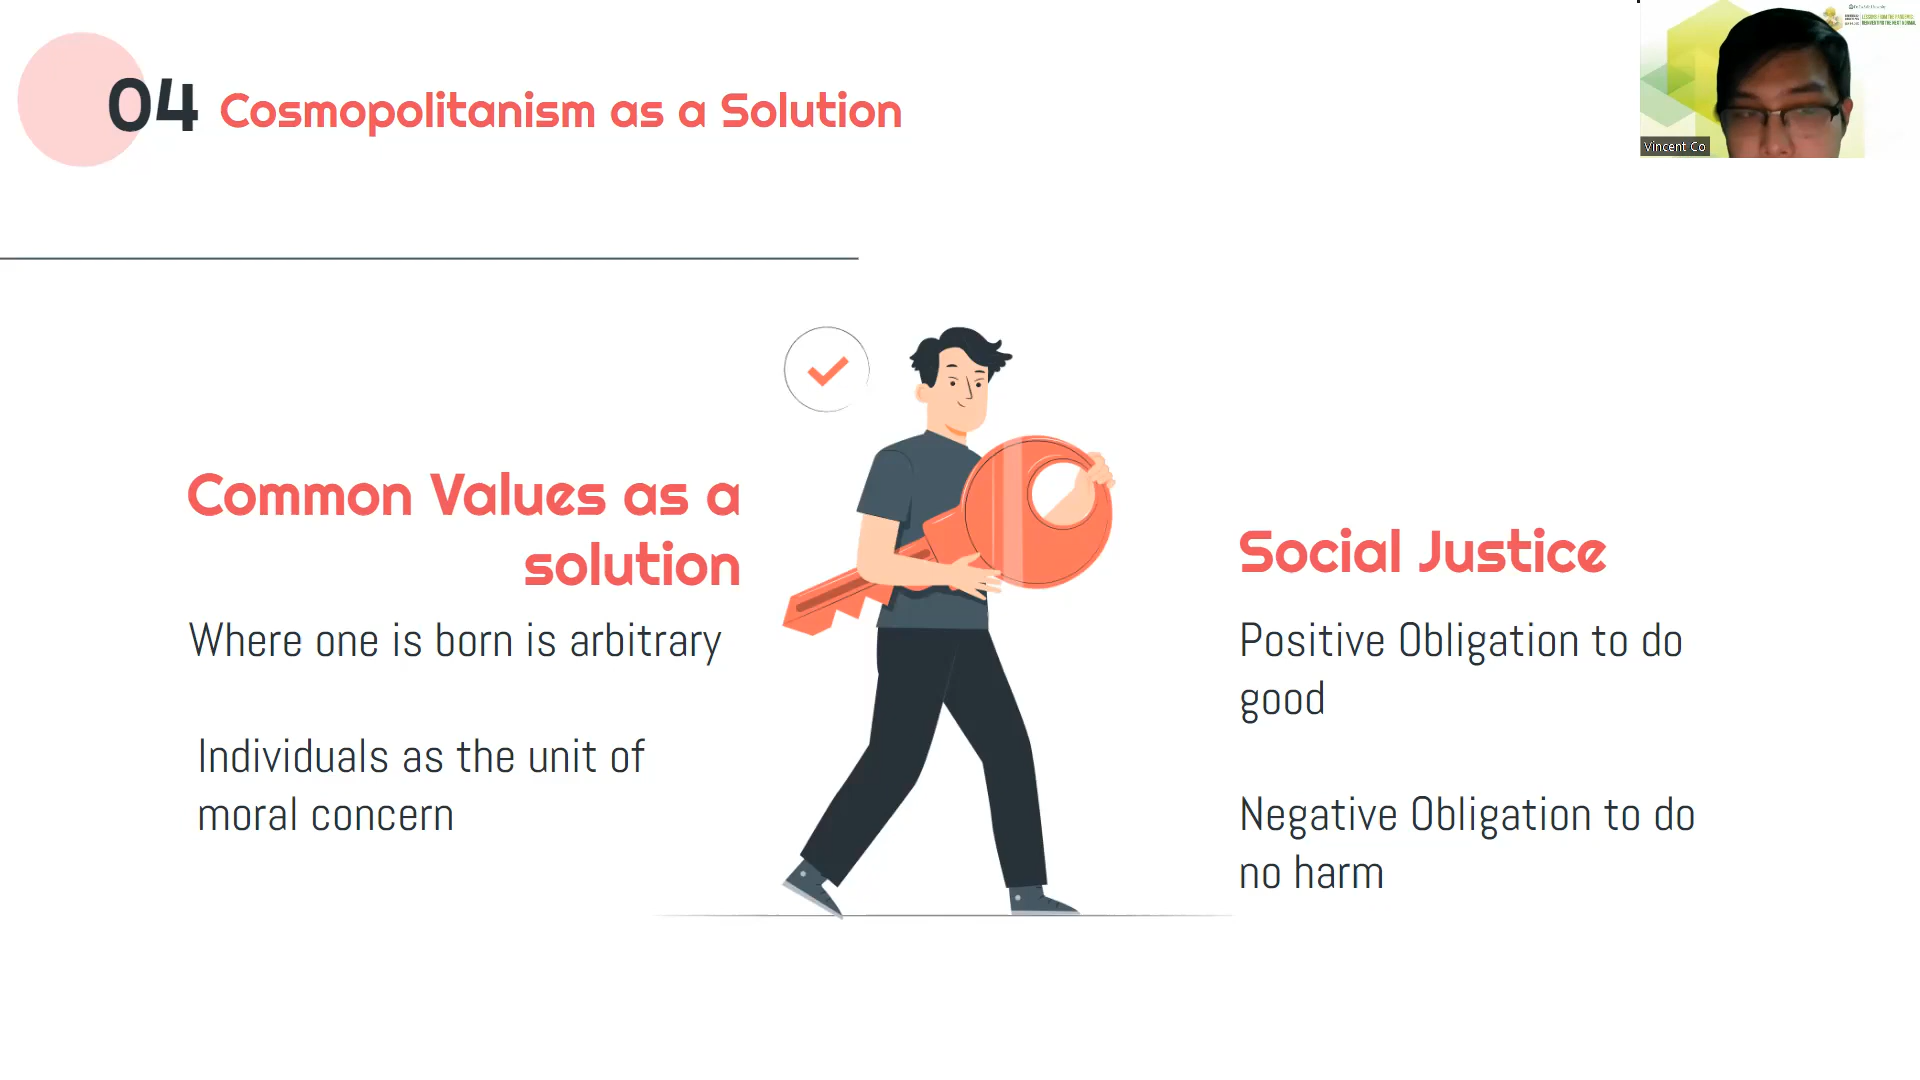 04 Cosmopolitanism as a Solution
Vincent Co
Common Values as a
solution
Where one is born is arbitrary
Individuals as the unit of
moral concern
Social Justice
Positive Obligation to do
good
Negative Obligation to do
no harm